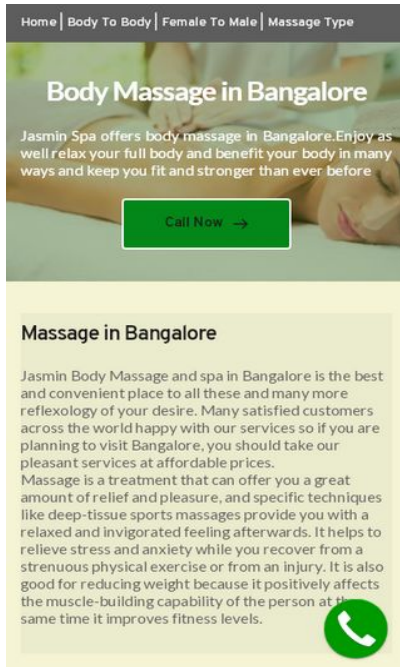 Home | Body To Body | Female To Male | Massage Type
Body Massage in Bangalore
Jasmin Spa offers body massage in Bangalore.Enjoy as
well relax your full body and benefit your body in many
ways and keep you fit and stronger than ever before
Call Now →
Massage in Bangalore
Jasmin Body Massage and spa in Bangalore is the best
and convenient place to all these and many more
reflexology of your desire. Many satisfied customers
across the world happy with our services so if you are
planning to visit Bangalore, you should take our
pleasant services at affordable prices.
Massage is a treatment that can offer you a great
amount of relief and pleasure, and specific techniques
like deep-tissue sports massages provide you with a
relaxed and invigorated feeling afterwards. It helps to
relieve stress and anxiety while you recover from a
strenuous physical exercise or from an injury. It is also
good for reducing weight because it positively affects
the muscle-building capability of the person at the
same time it improves fitness levels.